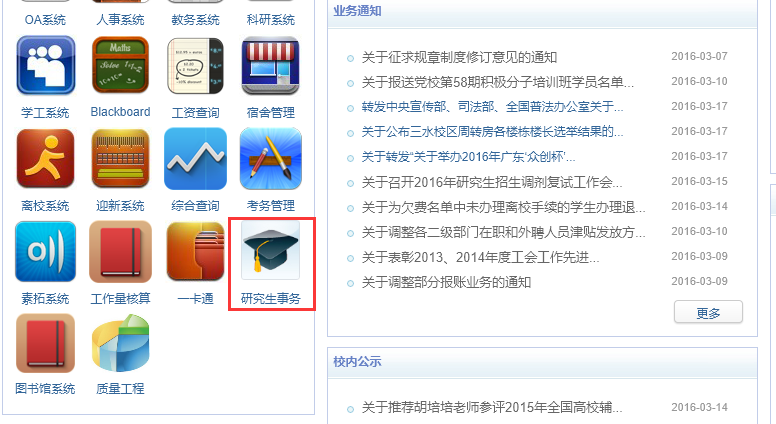 OA系统 人事系统 教务系统 科研系统
学工系统 Blackboard 工资查询 宿舍管理
离校系统 迎新系统 综合查询 考务管理
素拓系统 工作量核算 一卡通 研究生事务
图书馆系统 质量工程
业务通知
关于征求规章制度修订意见的通知 2016-03-07
关于报送党校第58期积极分子培训班学员名单... 2016-03-10
转发中央宣传部、司法部、全国普法办公室关于... 2016-03-17
关于公布三水校区周转房各楼栋楼长选举结果的... 2016-03-17
关于转发“关于举办2016年广东‘众创杯’... 2016-03-17
关于召开2016年研究生招生调剂复试工作会... 2016-03-15
关于为欠费名单中未办理离校手续的学生办理退... 2016-03-14
关于调整各二级部门在职和外聘人员津贴发放方... 2016-03-10
关于表彰2013、2014年度工会工作先进... 2016-03-09
关于调整部分报账业务的通知 2016-03-09
更多
校内公示
关于推荐胡培培老师参评2015年全国高校辅... 2016-03-14